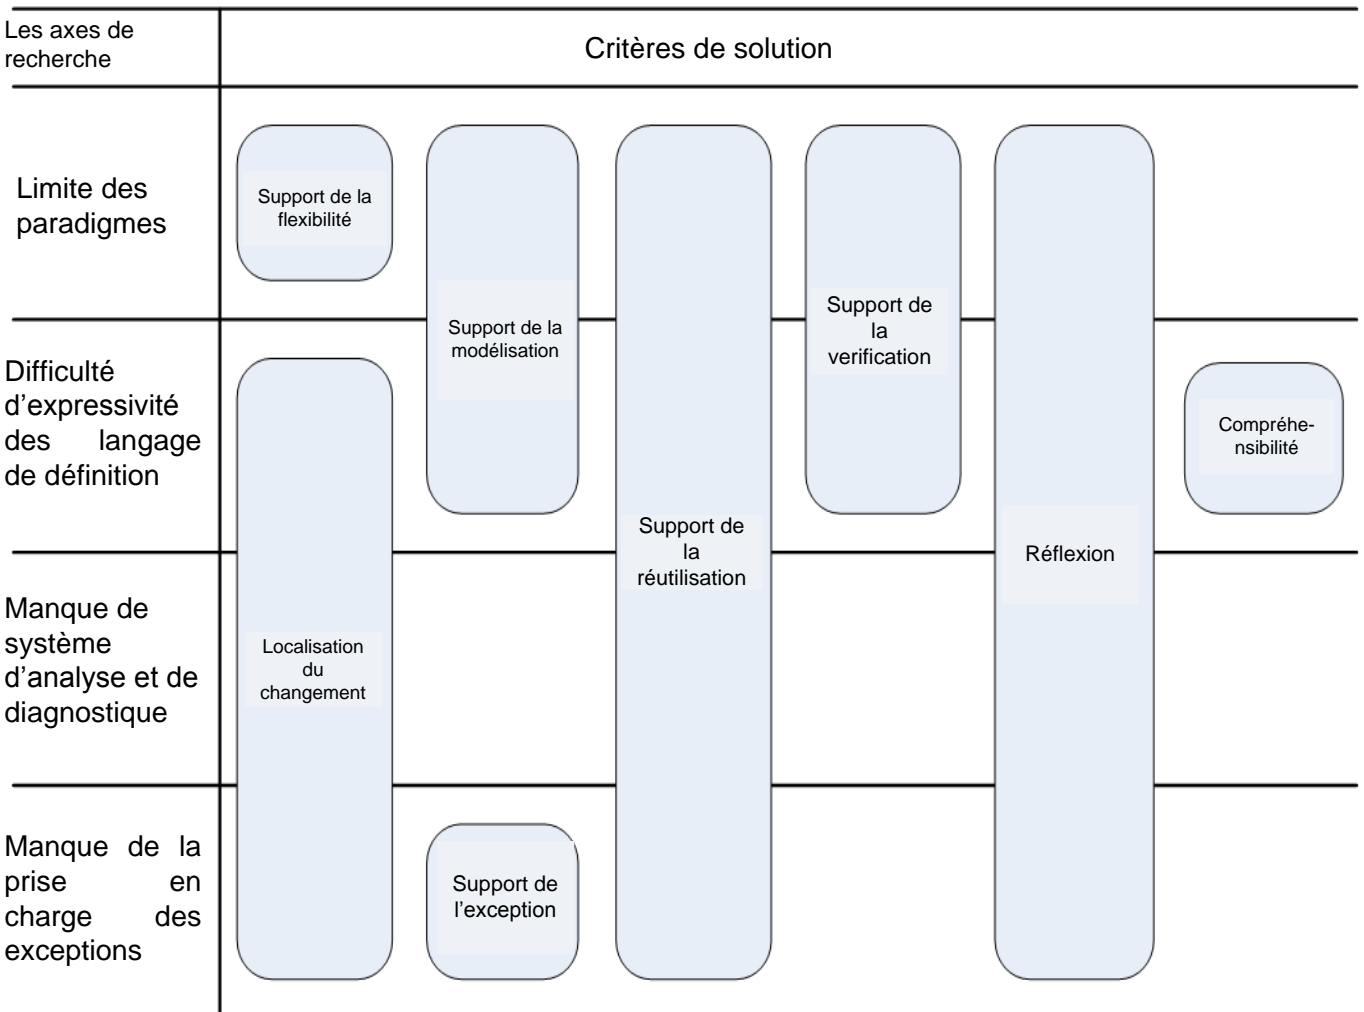 Les axes de
recherche
Critères de solution
Limite des
paradigmes
Support de la
flexibilité
Support de la
modélisation
Support de
la
verification
Difficulté
d’expressivité
des langage
de définition
Compréhe-
nsibilité
Support de
la
réutilisation
Réflexion
Manque de
système
d’analyse et de
diagnostique
Localisation
du
changement
Manque de la
prise en
charge des
exceptions
Support de
l’exception